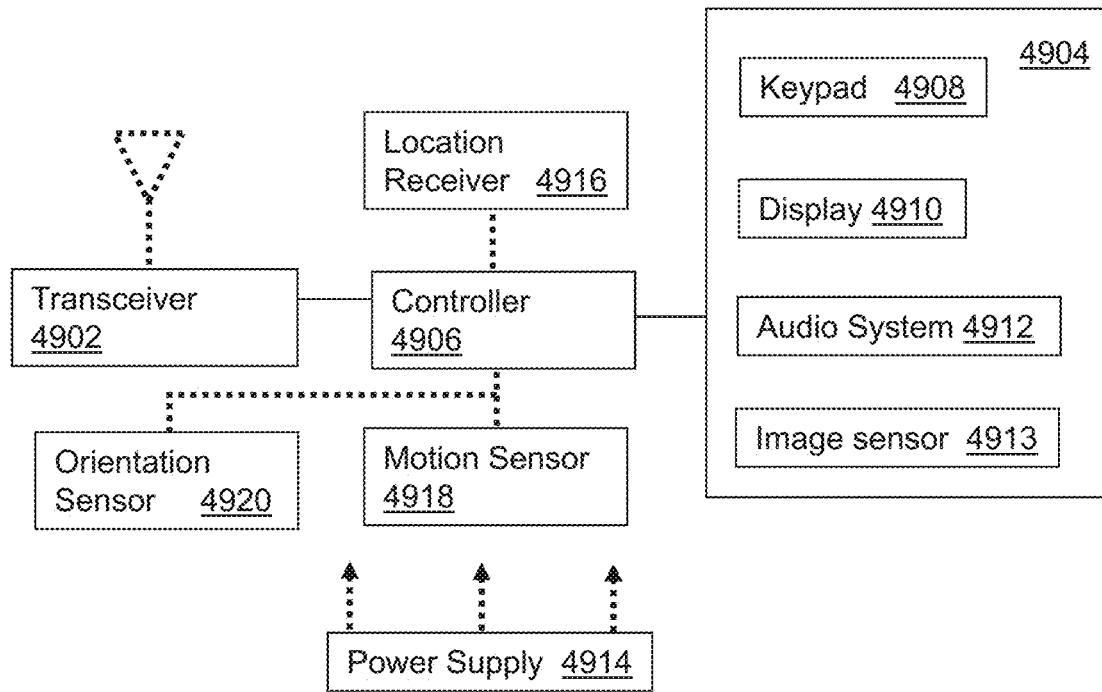 4904
Keypad 4908
Location
Receiver 4916
Display 4910
Transceiver
4902
Controller
4906
Audio System 4912
Image sensor 4913
Orientation
Sensor 4920
Motion Sensor
4918
Power Supply 4914